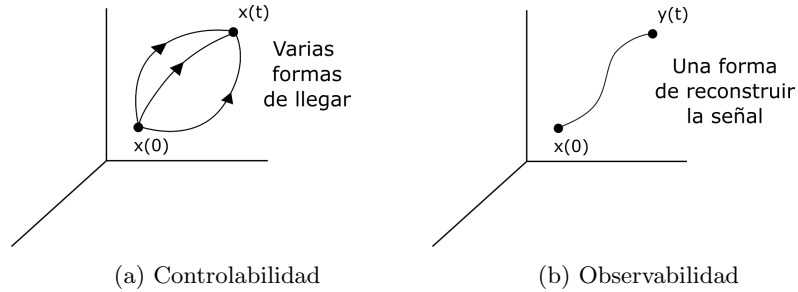 x(t)
Varias
formas
de llegar
x(0)
y(t)
Una forma
de reconstruir
la señal
x(0)
(a) Controlabilidad
(b) Observabilidad